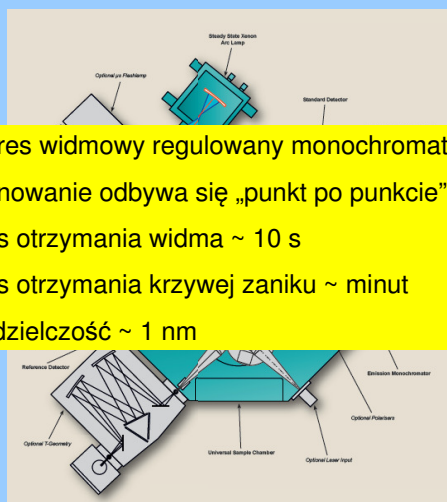 Steady State Xenon
Arc Lamp
Optional µs Flashlamp
Standard Detector
res widmowy regulowany monochromat
nowanie odbywa się „punkt po punkcie”
s otrzymania widma ~ 10 s
s otrzymania krzywej zaniku ~ minut
dzielczość ~ 1 nm
Reference Detector
Emission Monochromator
Optional Polarisers
Optional T-Geometry
Universal Sample Chamber
Optional Laser Input